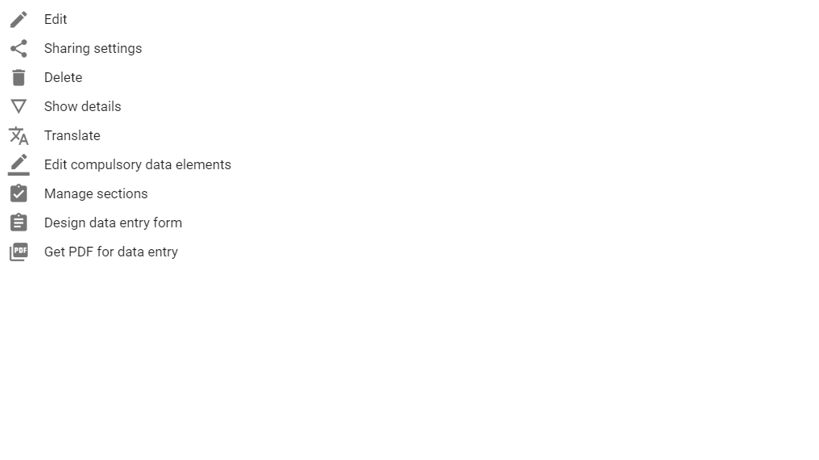 Edit
Sharing settings
Delete
Show details
Translate
Edit compulsory data elements
Manage sections
Design data entry form
PDF Get PDF for data entry